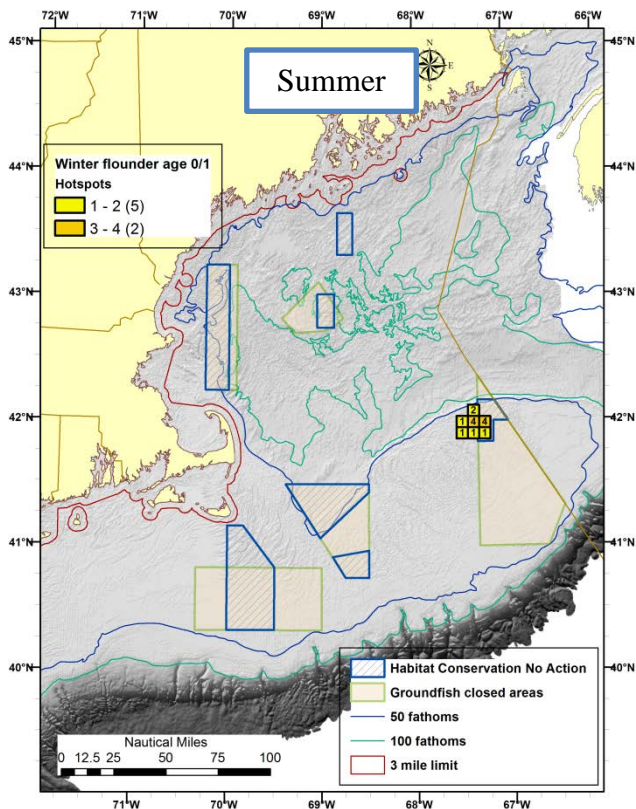 72°W 71°W 70°W 69°W 68°W 67°W 66°W 65°W
45°N 45°N
Summer
N
E
S
44°N 44°N
Winter flounder age 0/1
Hotspots
1 - 2 (5)
3 - 4 (2)
43°N 43°N
42°N 42°N
2
1 4 4
1 1 1
41°N 41°N
40°N 40°N
Habitat Conservation No Action
Groundfish closed areas
50 fathoms
100 fathoms
3 mile limit
Nautical Miles
0 12.5 25 50 75 100
71°W 70°W 69°W 68°W 67°W